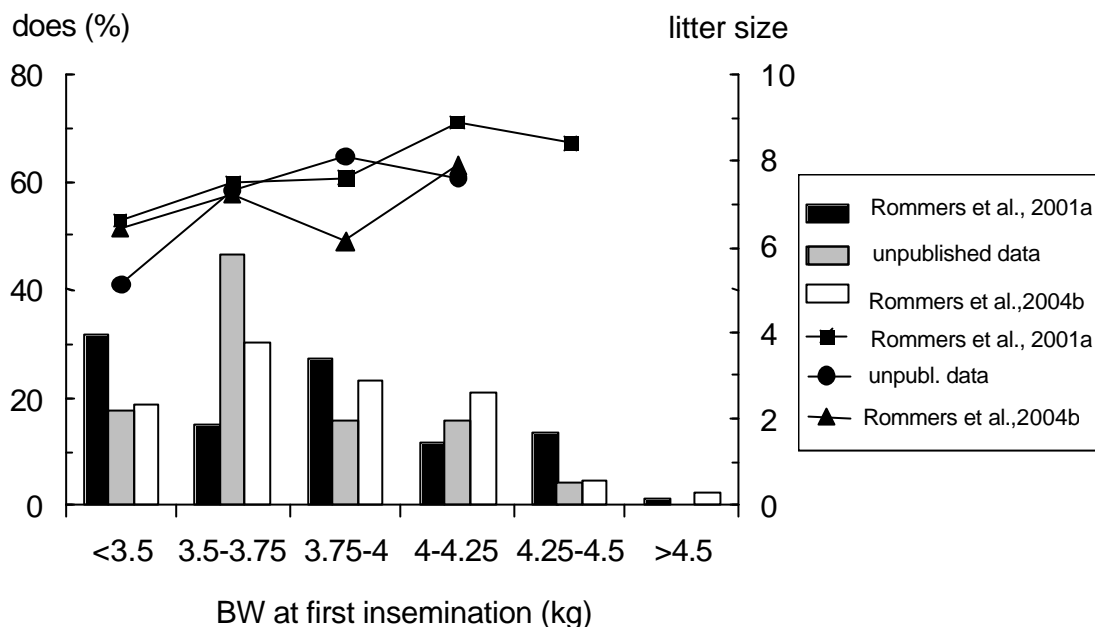 does (%)
litter size
80
60
40
20
0
10
8
6
4
2
0
<3.5 3.5-3.75 3.75-4 4-4.25 4.25-4.5 >4.5
BW at first insemination (kg)
Rommers et al., 2001a
unpublished data
Rommers et al.,2004b
Rommers et al., 2001a
unpubl. data
Rommers et al.,2004b